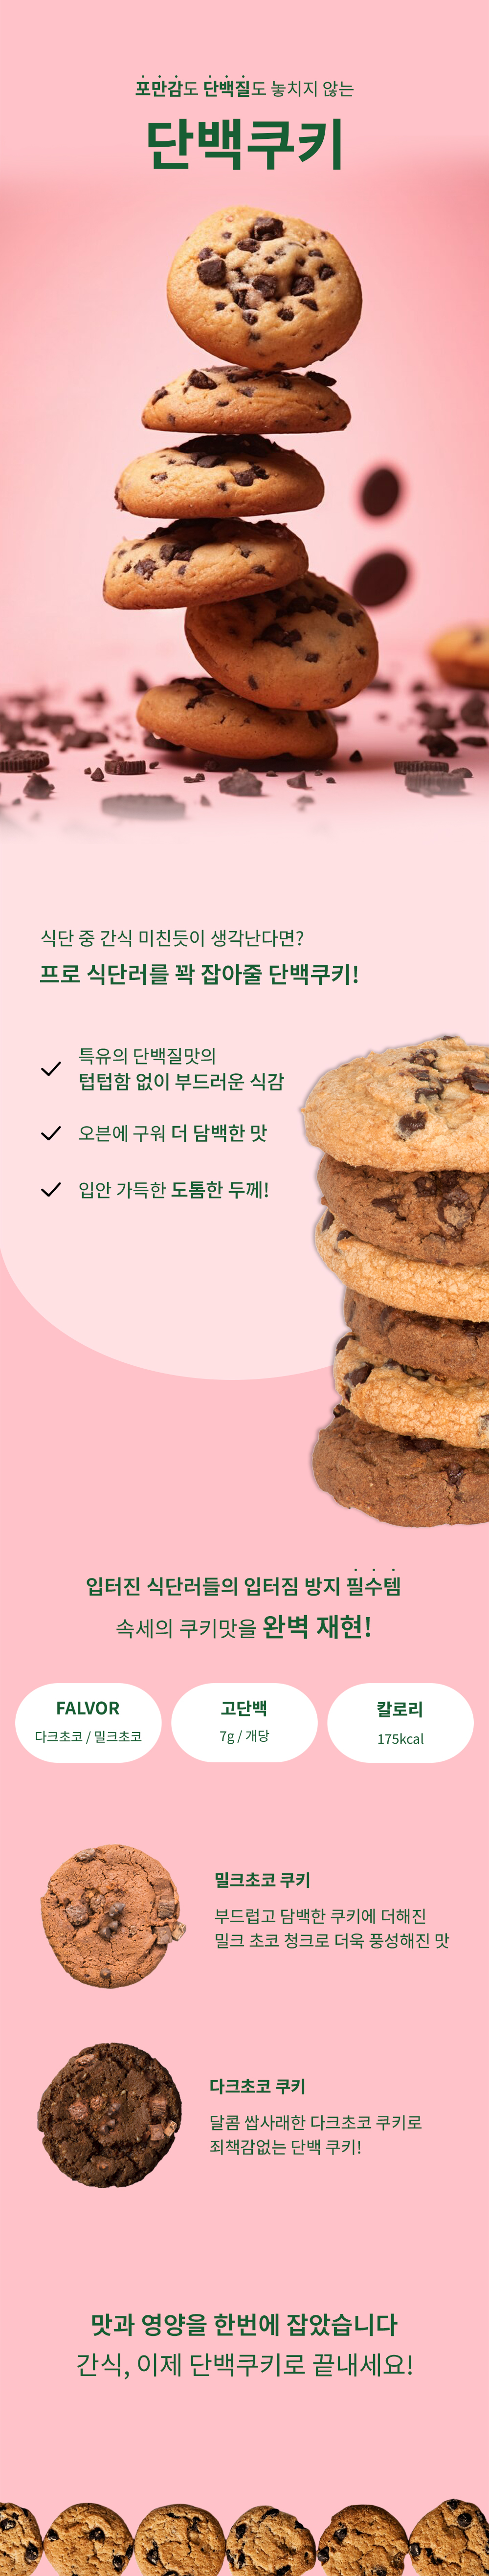 포만감도 단백질도 놓치지 않는
단백쿠키
식단 중 간식 미친듯이 생각난다면?
프로 식단러를 꽉 잡아줄 단백쿠키!
특유의 단백질맛의
텁텁함 없이 부드러운 식감
오븐에 구워 더 담백한 맛
입안 가득한 도톰한 두께!
입터진 식단러들의 입터짐 방지 필수템
속세의 쿠키맛을 완벽 재현!
FALVOR
다크초코 / 밀크초코
고단백
7g / 개당
칼로리
175kcal
밀크초코 쿠키
부드럽고 담백한 쿠키에 더해진
밀크 초코 청크로 더욱 풍성해진 맛
다크초코 쿠키
달콤 쌉사래한 다크초코 쿠키로
죄책감없는 단백 쿠키!
맛과 영양을 한번에 잡았습니다
간식, 이제 단백쿠키로 끝내세요!